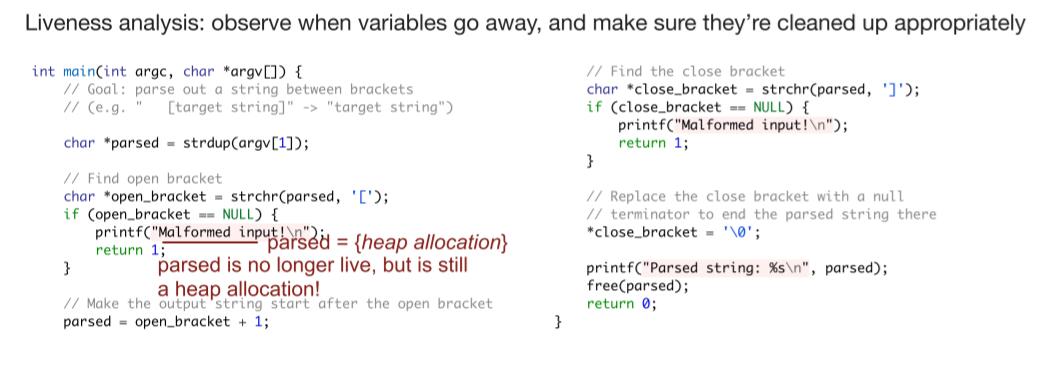 Liveness analysis: observe when variables go away, and make sure they're cleaned up appropriately
int main(int argc, char *argv[]) {
// Goal: parse out a string between brackets
// (e.g. "   [target string]" -> "target string")
char *parsed = strdup(argv[1]);
// Find open bracket
char *open_bracket = strchr(parsed, '[');
if (open_bracket == NULL) {
printf("Malformed input!\n");
return 1;
parsed = {heap allocation}
}
parsed is no longer live, but is still
a heap allocation!
// Make the output string start after the open bracket
parsed = open_bracket + 1;
// Find the close bracket
char *close_bracket = strchr(parsed, ']');
if (close_bracket == NULL) {
printf("Malformed input!\n");
return 1;
}
// Replace the close bracket with a null
// terminator to end the parsed string there
*close_bracket = '\0';
printf("Parsed string: %s\n", parsed);
free(parsed);
return 0;
}